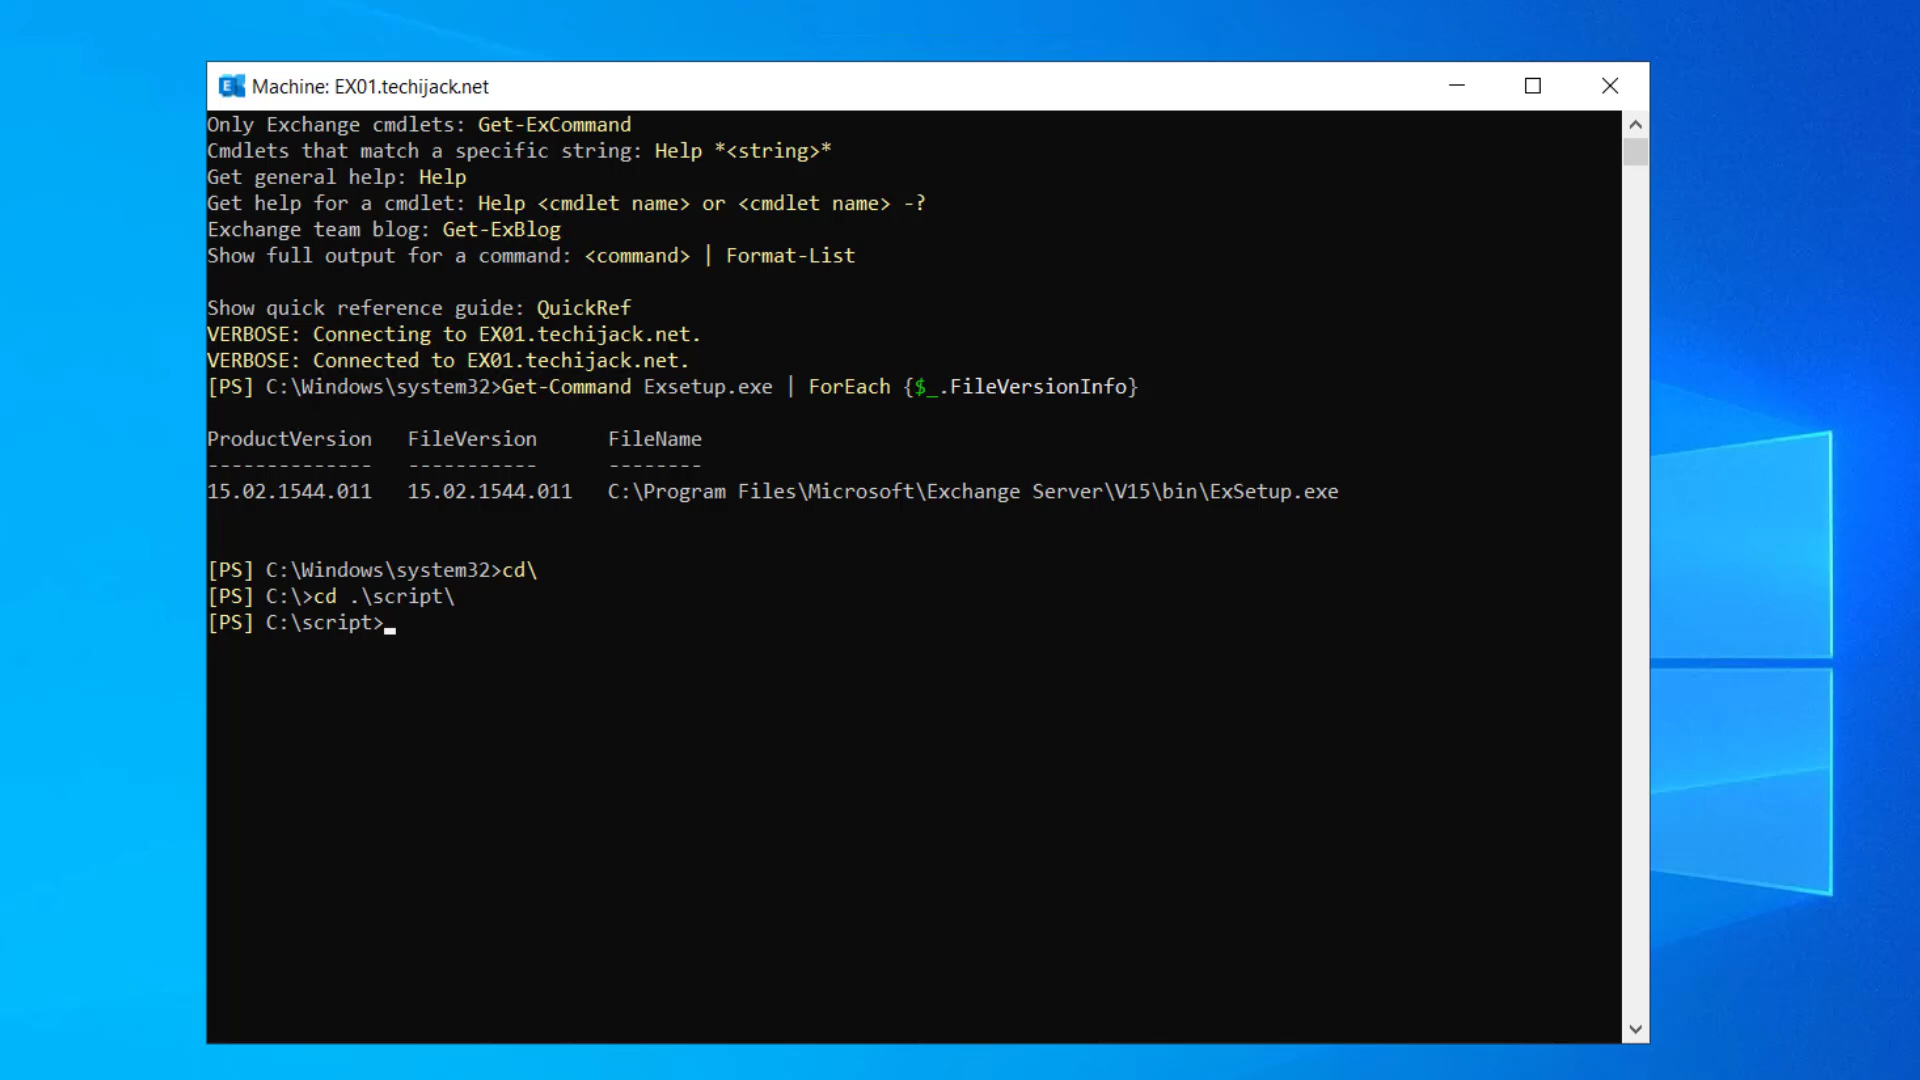 Machine: EX01.techijack.net
Only Exchange cmdlets: Get-ExCommand
Cmdlets that match a specific string: Help *<string>*
Get general help: Help
Get help for a cmdlet: Help <cmdlet name> or <cmdlet name> -?
Exchange team blog: Get-ExBlog
Show full output for a command: <command> | Format-List
Show quick reference guide: QuickRef
VERBOSE: Connecting to EX01.techijack.net.
VERBOSE: Connected to EX01.techijack.net.
[PS] C:\Windows\system32>Get-Command Exsetup.exe | ForEach {$_.FileVersionInfo}
ProductVersion   FileVersion      FileName
--------------   -----------      --------
15.02.1544.011   15.02.1544.011   C:\Program Files\Microsoft\Exchange Server\V15\bin\ExSetup.exe
[PS] C:\Windows\system32>cd\
[PS] C:\>cd .\script\
[PS] C:\script>